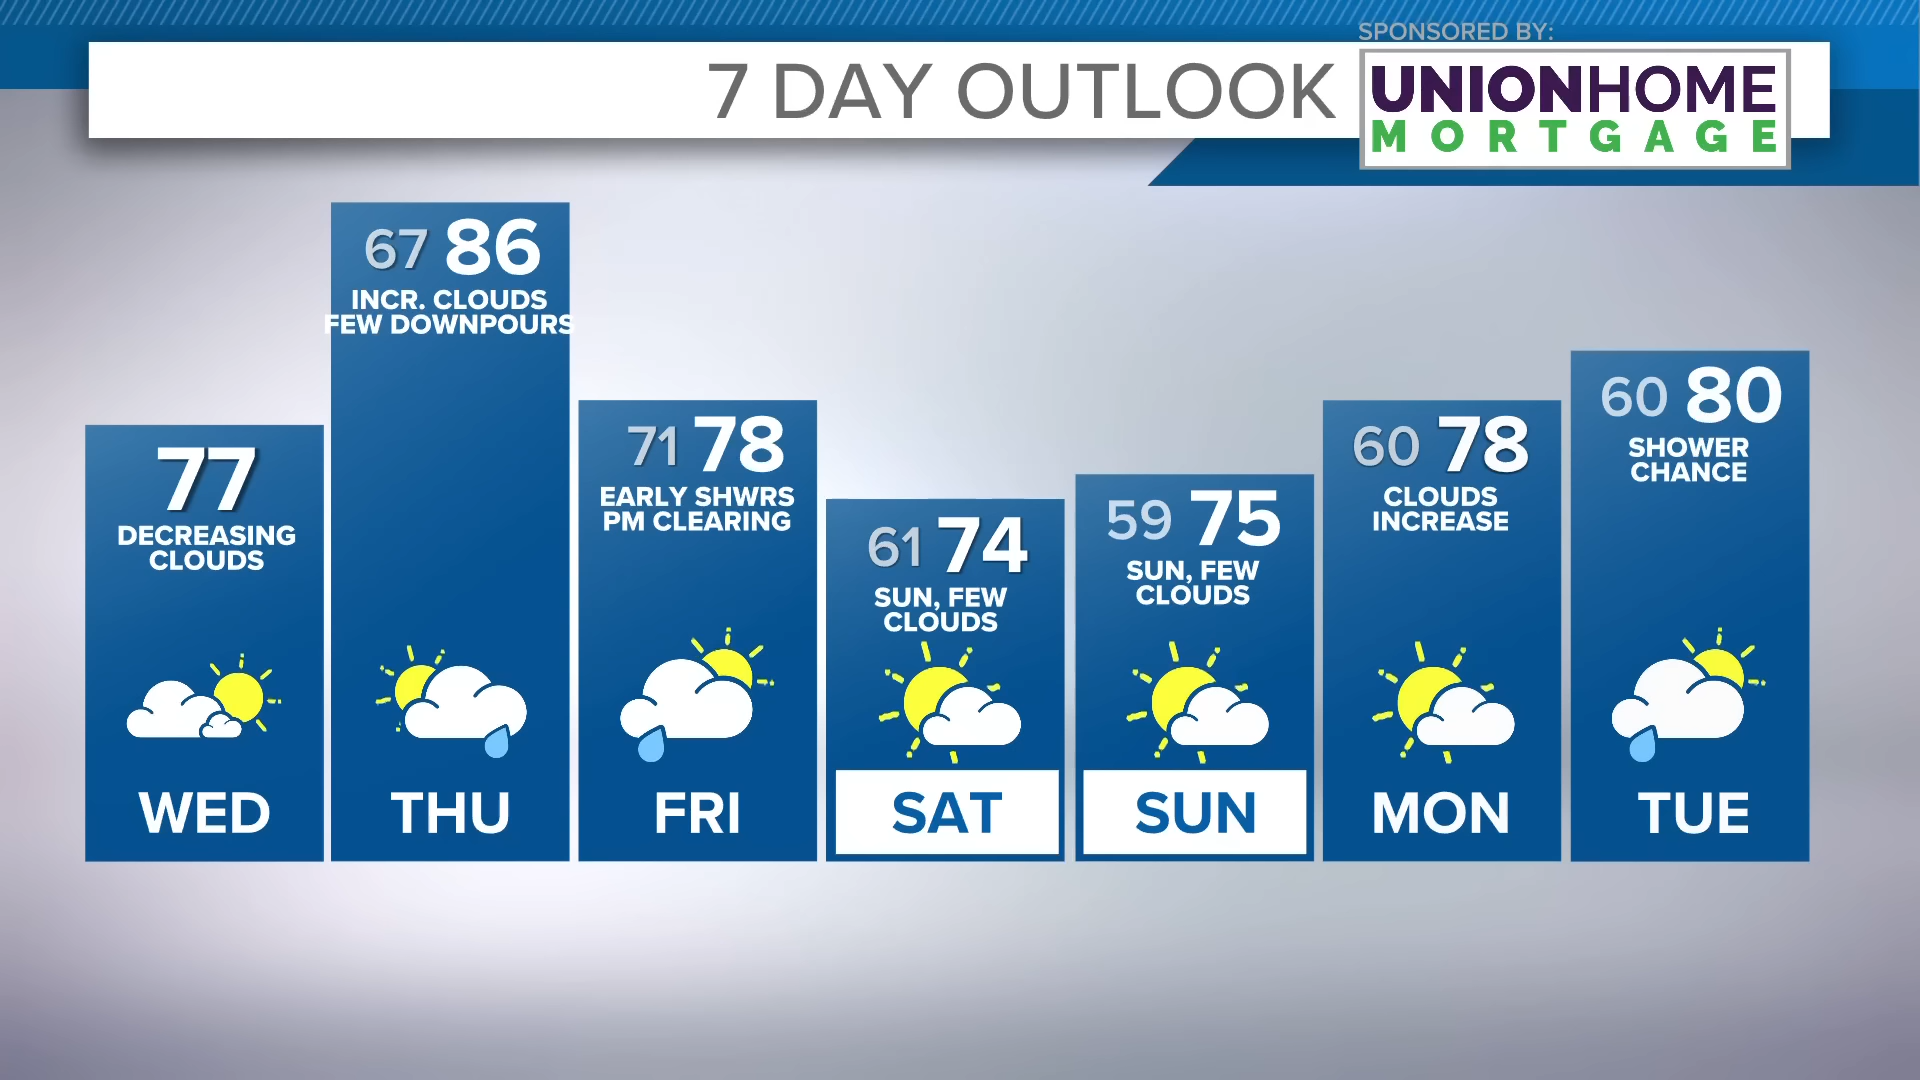 SPONSORED BY:
7 DAY OUTLOOK
UNIONHOME
MORTGAGE
77
DECREASING
CLOUDS
WED
67 86
INCR. CLOUDS
FEW DOWNPOURS
THU
71 78
EARLY SHWRS
PM CLEARING
FRI
61 74
SUN, FEW
CLOUDS
SAT
59 75
SUN, FEW
CLOUDS
SUN
60 78
CLOUDS
INCREASE
MON
60 80
SHOWER
CHANCE
TUE